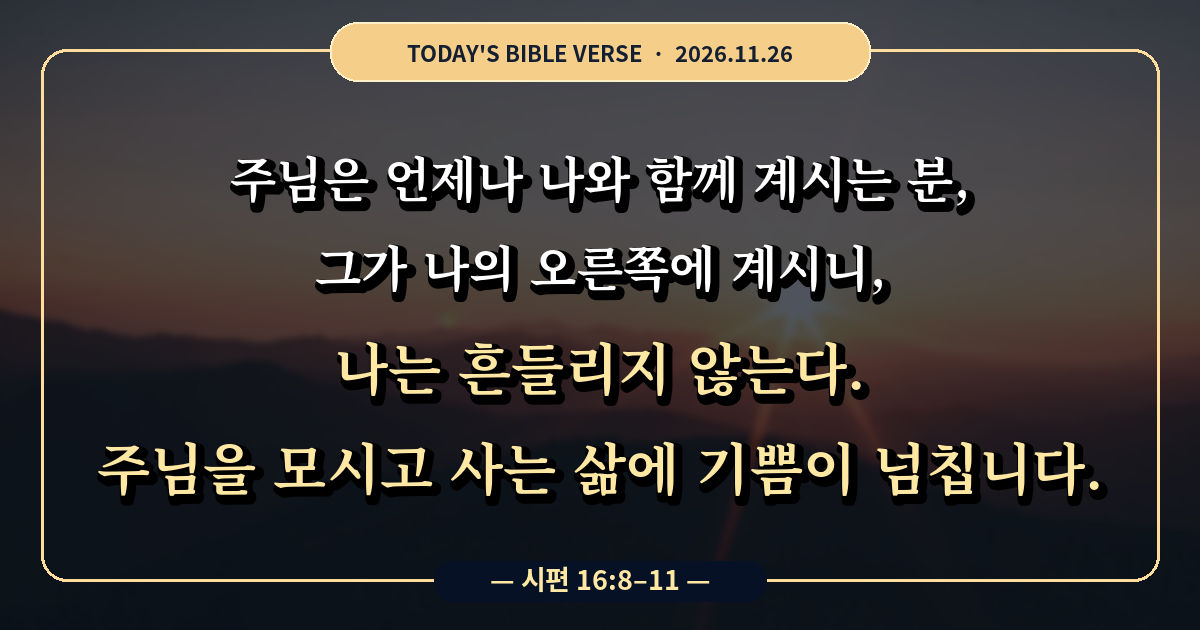 TODAY'S BIBLE VERSE · 2026.11.26
주님은 언제나 나와 함께 계시는 분,
그가 나의 오른쪽에 계시니,
나는 흔들리지 않는다.
주님을 모시고 사는 삶에 기쁨이 넘칩니다.
— 시편 16:8–11 —